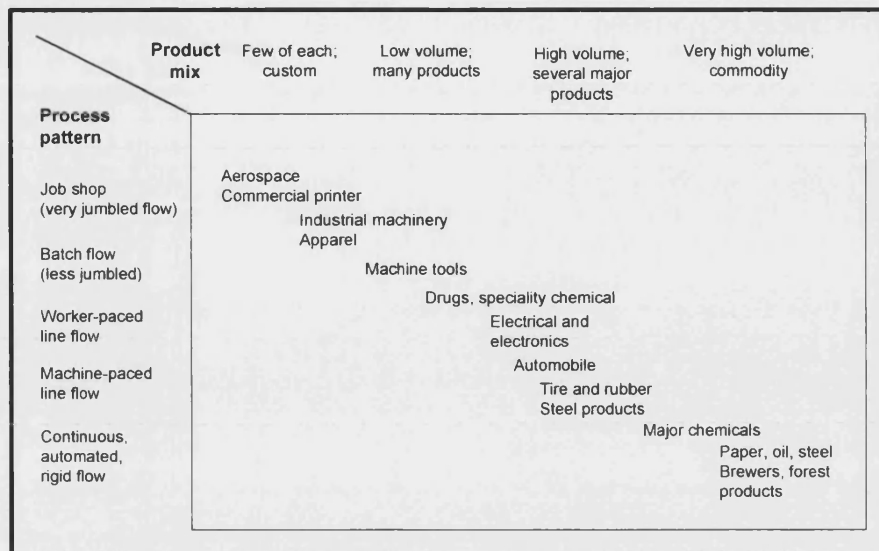 Product mix
Few of each; custom
Low volume; many products
High volume; several major products
Very high volume; commodity
Process pattern
Job shop (very jumbled flow)
Aerospace
Commercial printer
Industrial machinery
Apparel
Batch flow (less jumbled)
Machine tools
Drugs, speciality chemical
Worker-paced line flow
Electrical and electronics
Automobile
Machine-paced line flow
Tire and rubber
Steel products
Major chemicals
Continuous, automated, rigid flow
Paper, oil, steel
Brewers, forest products